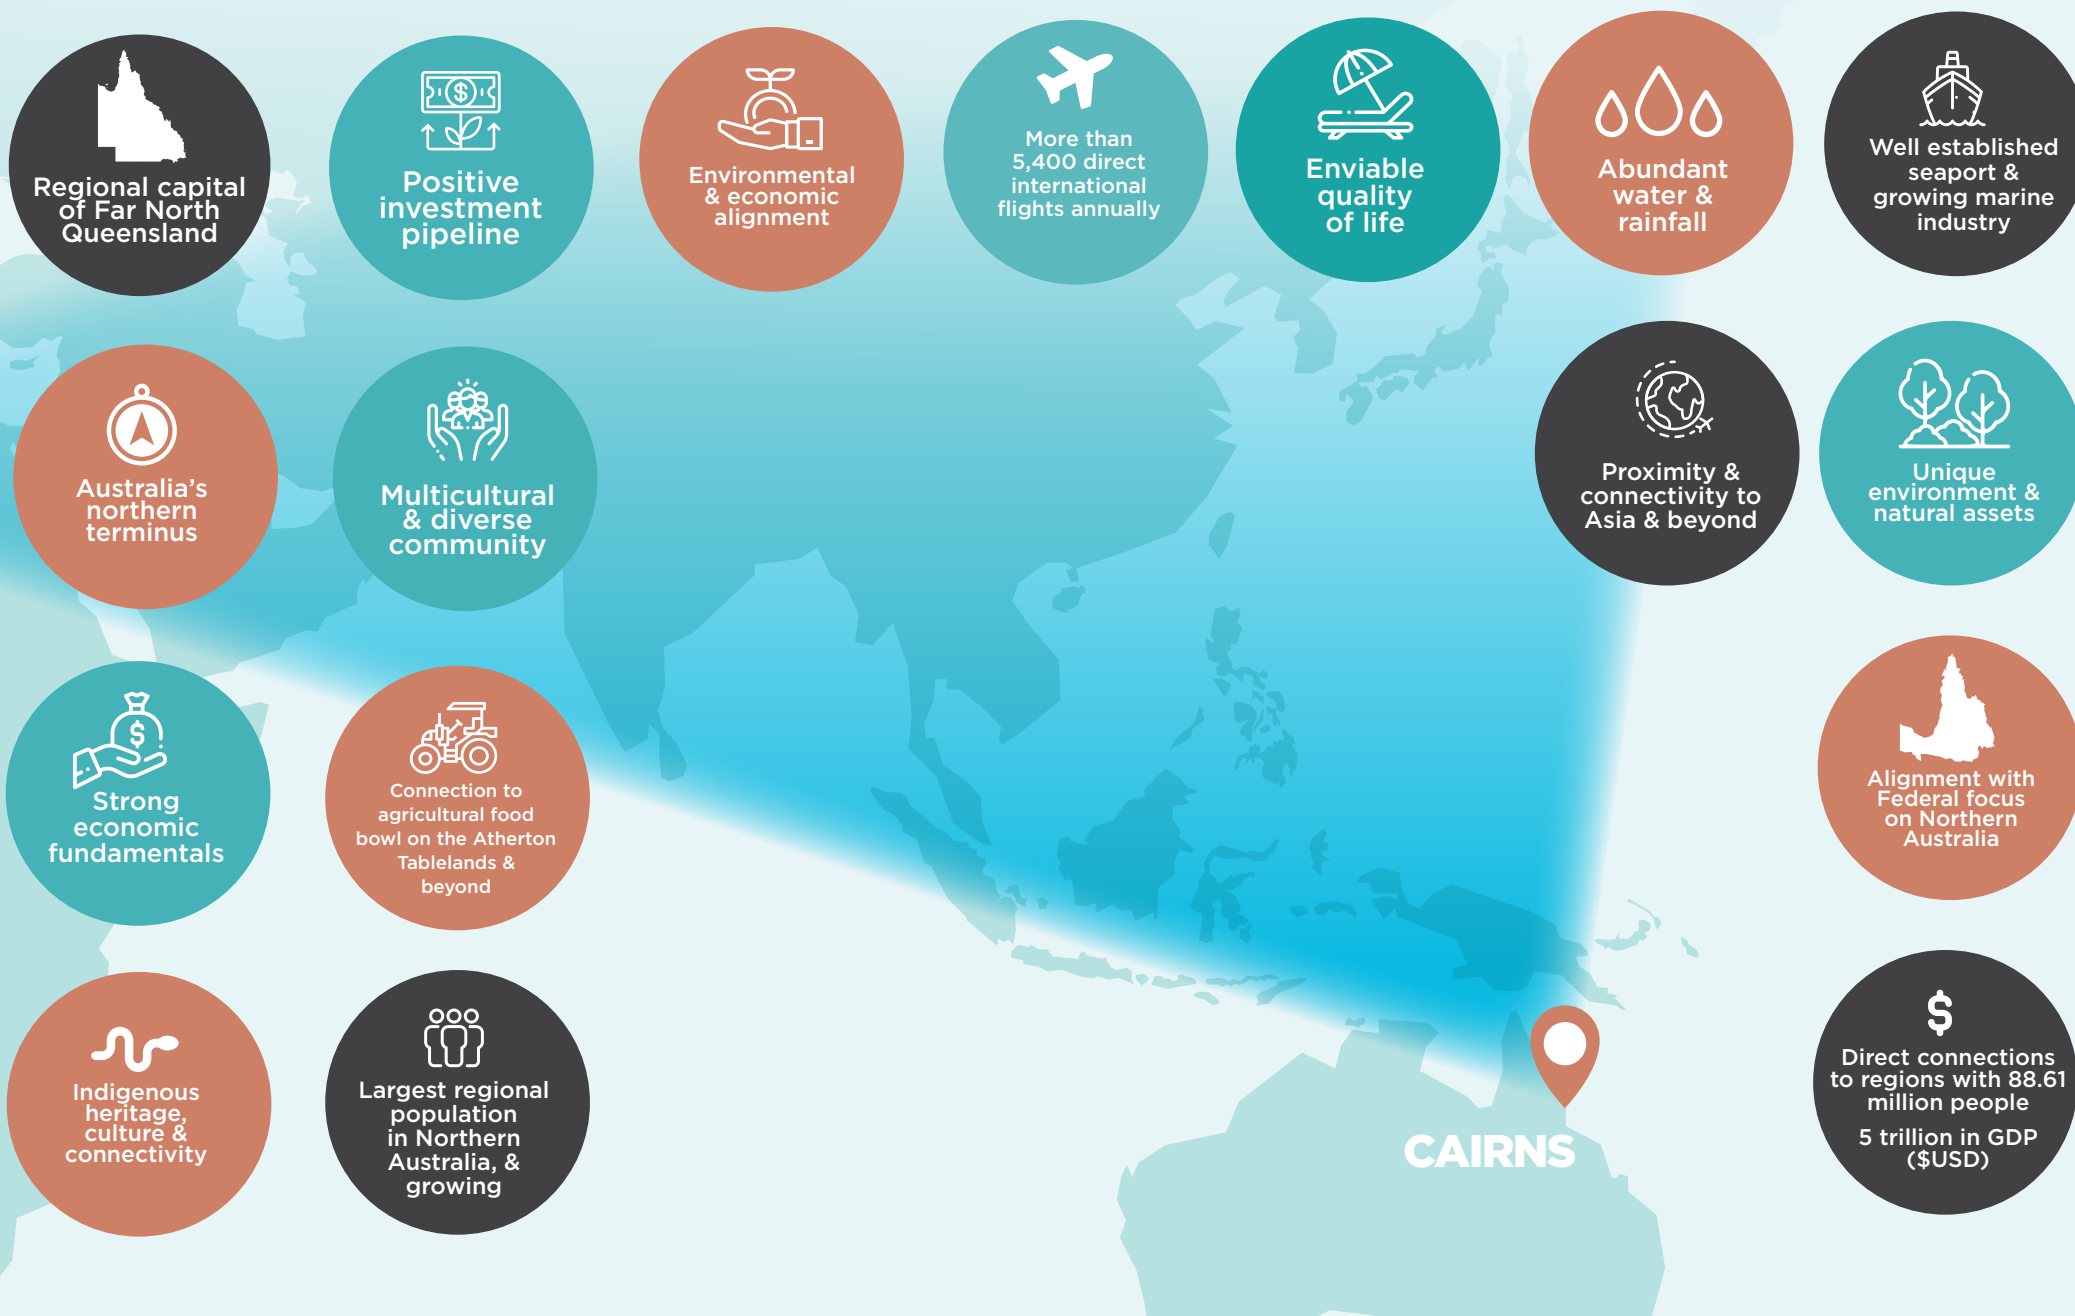 Regional capital
of Far North
Queensland
Positive
investment
pipeline
Environmental
& economic
alignment
More than
5,400 direct
international
flights annually
Enviable
quality
of life
Abundant
water &
rainfall
Well established
seaport &
growing marine
industry
Australia's
northern
terminus
Multicultural
& diverse
community
Proximity &
connectivity to
Asia & beyond
Unique
environment &
natural assets
Strong
economic
fundamentals
Connection to
agricultural food
bowl on the Atherton
Tablelands &
beyond
Alignment with
Federal focus
on Northern
Australia
Indigenous
heritage,
culture &
connectivity
Largest regional
population
in Northern
Australia, &
growing
CAIRNS
Direct connections
to regions with 88.61
million people
5 trillion in GDP
($USD)